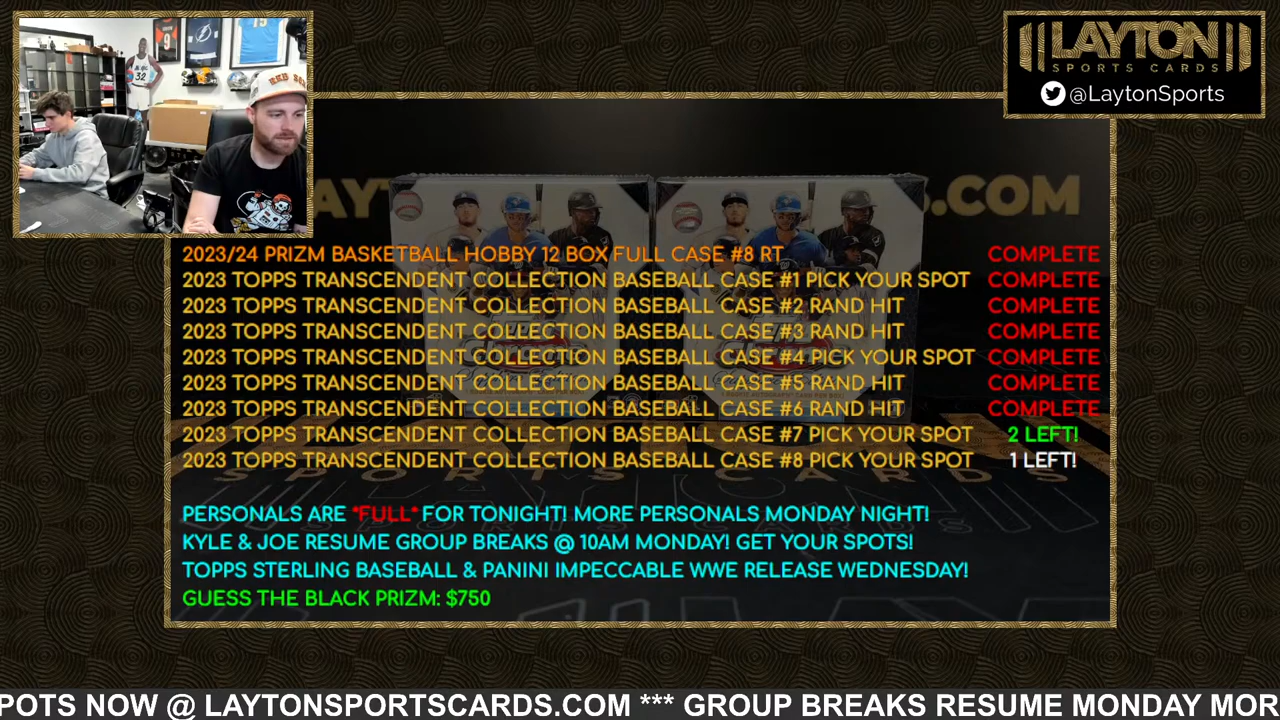 LAYTON
SPORTS CARDS
@LaytonSports
2023/24 PRIZM BASKETBALL HOBBY 12 BOX FULL CASE #8 RT COMPLETE
2023 TOPPS TRANSCENDENT COLLECTION BASEBALL CASE #1 PICK YOUR SPOT COMPLETE
2023 TOPPS TRANSCENDENT COLLECTION BASEBALL CASE #2 RAND HIT COMPLETE
2023 TOPPS TRANSCENDENT COLLECTION BASEBALL CASE #3 RAND HIT COMPLETE
2023 TOPPS TRANSCENDENT COLLECTION BASEBALL CASE #4 PICK YOUR SPOT COMPLETE
2023 TOPPS TRANSCENDENT COLLECTION BASEBALL CASE #5 RAND HIT COMPLETE
2023 TOPPS TRANSCENDENT COLLECTION BASEBALL CASE #6 RAND HIT COMPLETE
2023 TOPPS TRANSCENDENT COLLECTION BASEBALL CASE #7 PICK YOUR SPOT 2 LEFT!
2023 TOPPS TRANSCENDENT COLLECTION BASEBALL CASE #8 PICK YOUR SPOT 1 LEFT!
PERSONALS ARE *FULL* FOR TONIGHT! MORE PERSONALS MONDAY NIGHT!
KYLE & JOE RESUME GROUP BREAKS @ 10AM MONDAY! GET YOUR SPOTS!
TOPPS STERLING BASEBALL & PANINI IMPECCABLE WWE RELEASE WEDNESDAY!
GUESS THE BLACK PRIZM: $750
POTS NOW @ LAYTONSPORTSCARDS.COM *** GROUP BREAKS RESUME MONDAY MOR